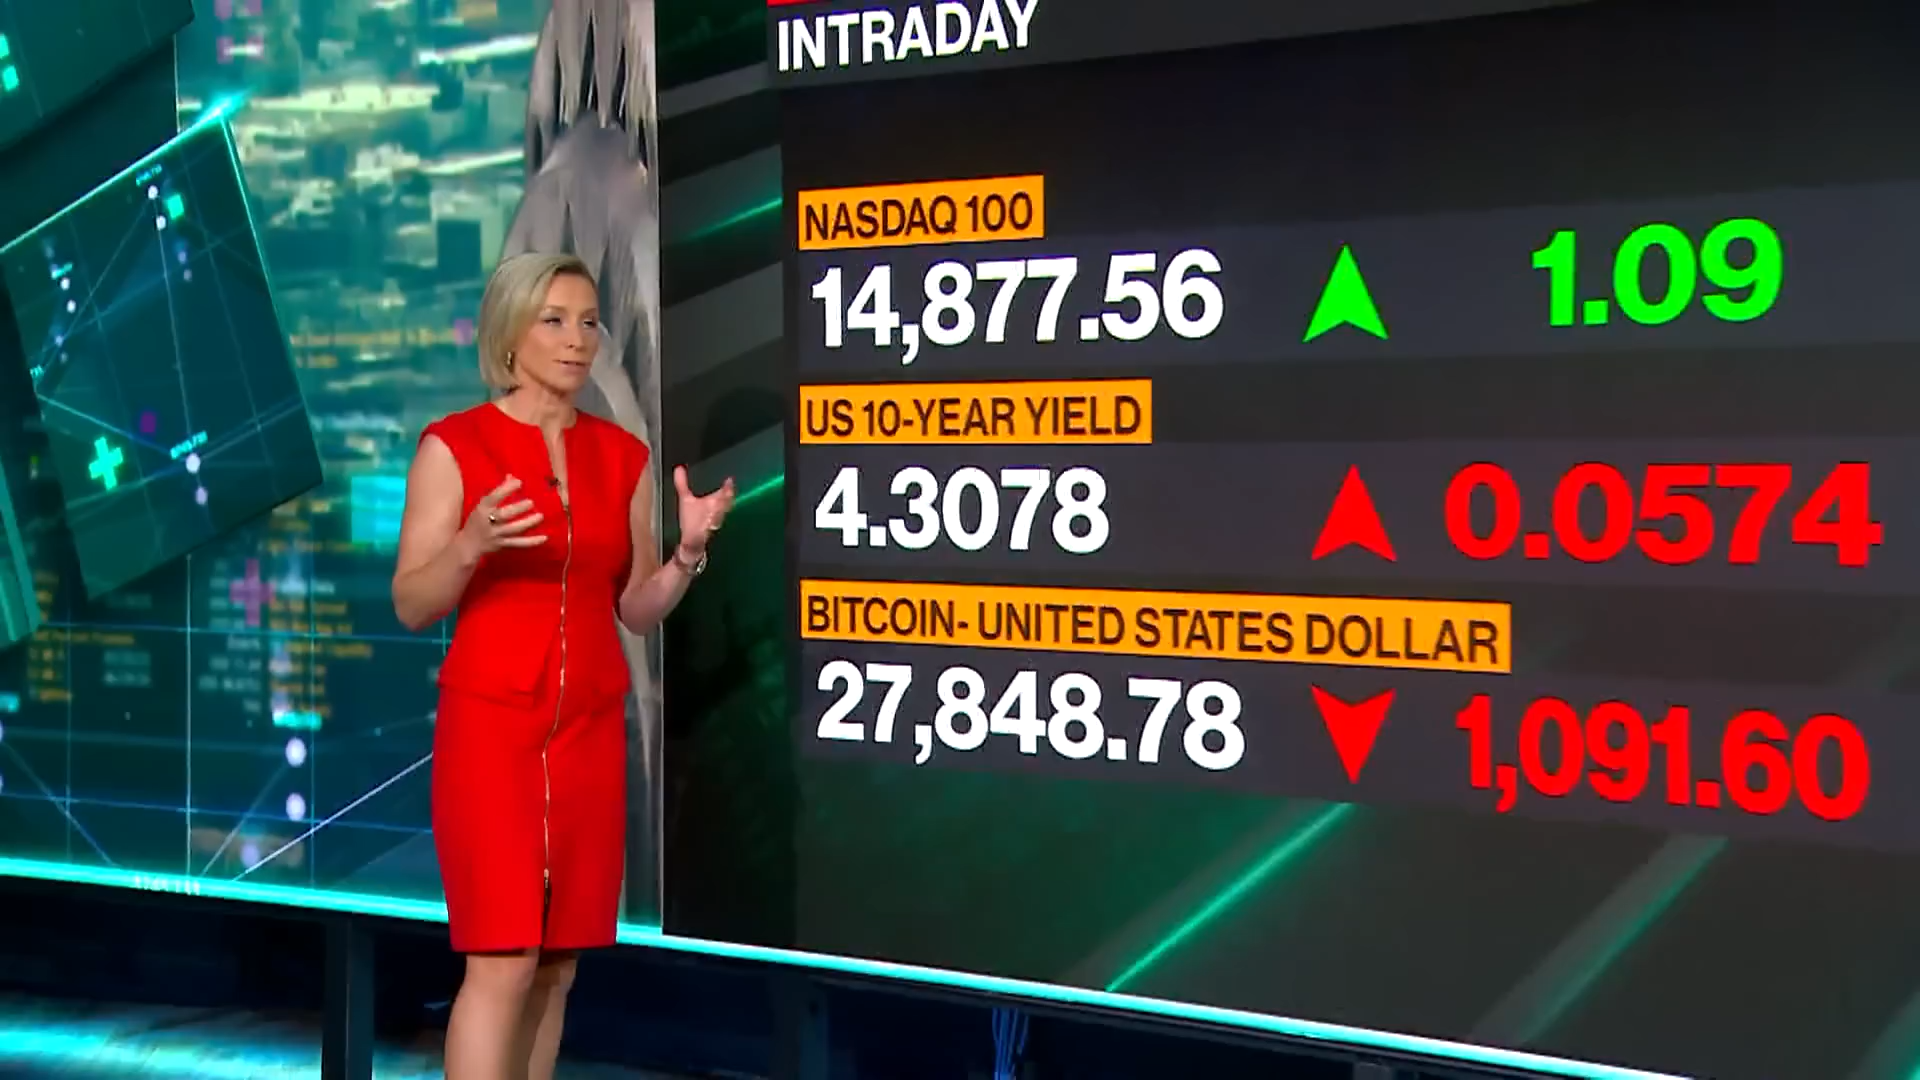 INTRADAY
NASDAQ 100
14,877.56 ▲ 1.09
US 10-YEAR YIELD
4.3078 ▲ 0.0574
BITCOIN- UNITED STATES DOLLAR
27,848.78 ▼ 1,091.60